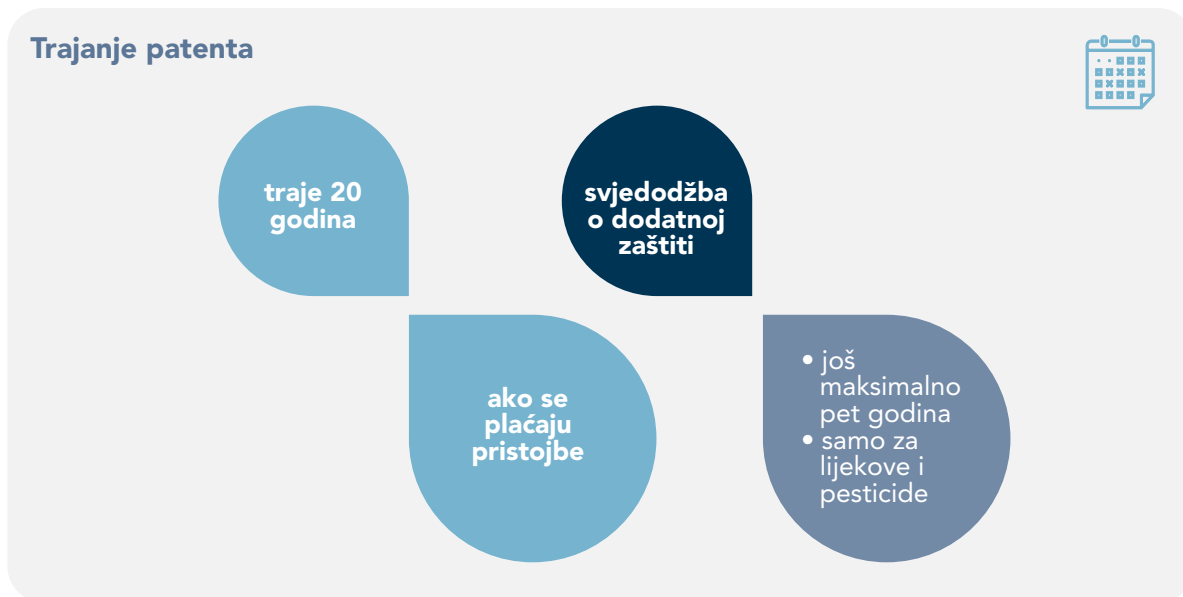 Trajanje patenta
traje 20
godina
ako se
plaćaju
pristojbe
svjedodžba
o dodatnoj
zaštiti
• još
maksimalno
pet godina
• samo za
lijekove i
pesticide